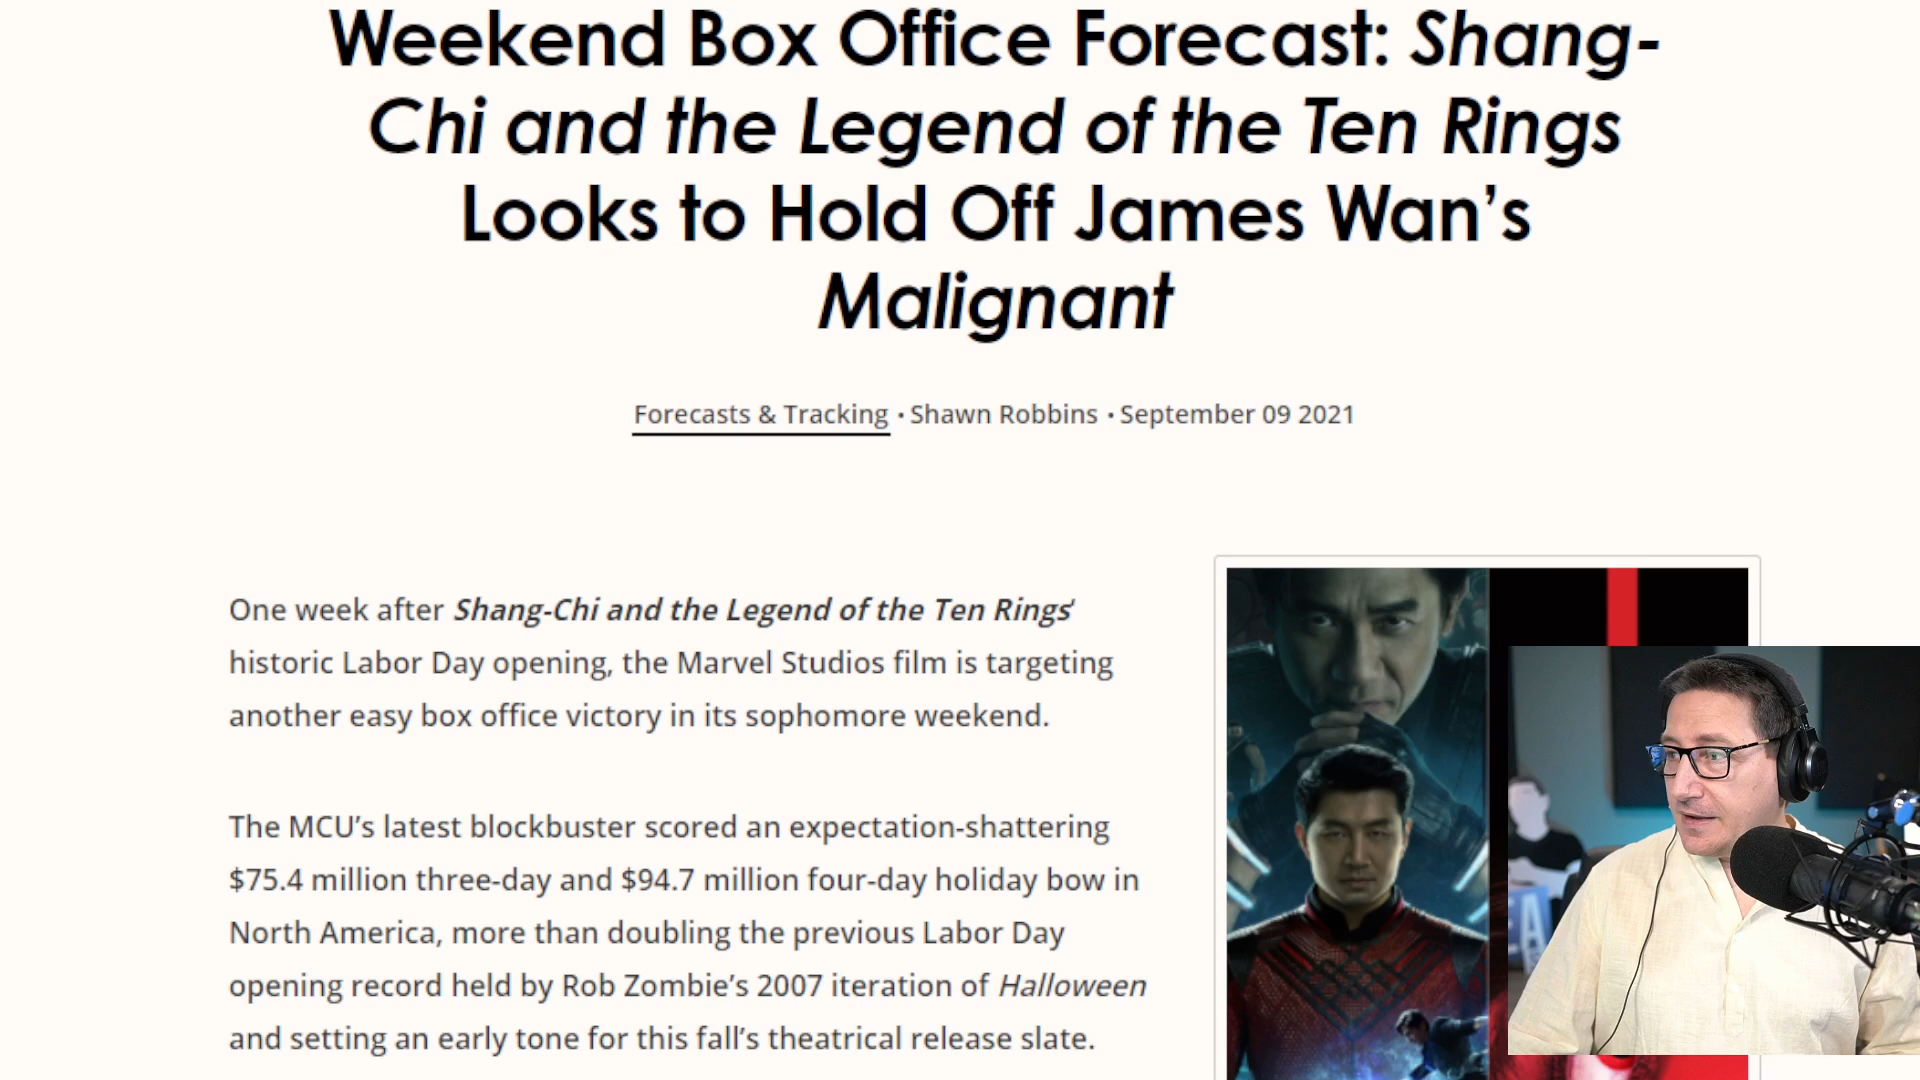 Weekend Box Office Forecast: Shang-
Chi and the Legend of the Ten Rings
Looks to Hold Off James Wan’s
Malignant
Forecasts & Tracking • Shawn Robbins • September 09 2021
One week after Shang-Chi and the Legend of the Ten Rings’
historic Labor Day opening, the Marvel Studios film is targeting
another easy box office victory in its sophomore weekend.
The MCU’s latest blockbuster scored an expectation-shattering
$75.4 million three-day and $94.7 million four-day holiday bow in
North America, more than doubling the previous Labor Day
opening record held by Rob Zombie’s 2007 iteration of Halloween
and setting an early tone for this fall’s theatrical release slate.